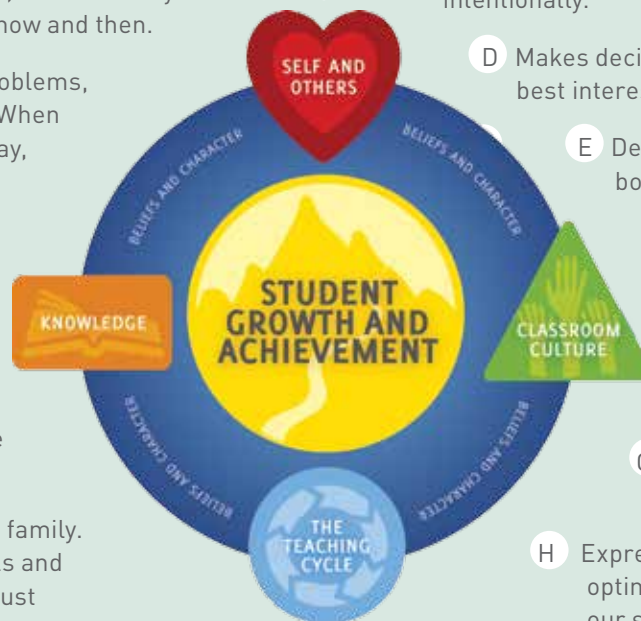 now and then.
oblems,
When
ay,
family.
s and
ust
intentionally.
D Makes deci
best intere
E De
bo
H Expre
optin
our s
SELF AND
OTHERS
BELIEFS AND CHARACTER
BELIEFS AND CHARACTER
KNOWLEDGE
STUDENT
GROWTH AND
ACHIEVEMENT
CLASSROOM
CULTURE
BELIEFS AND CHARACTER
BELIEFS AND CHARACTER
THE
TEACHING
CYCLE